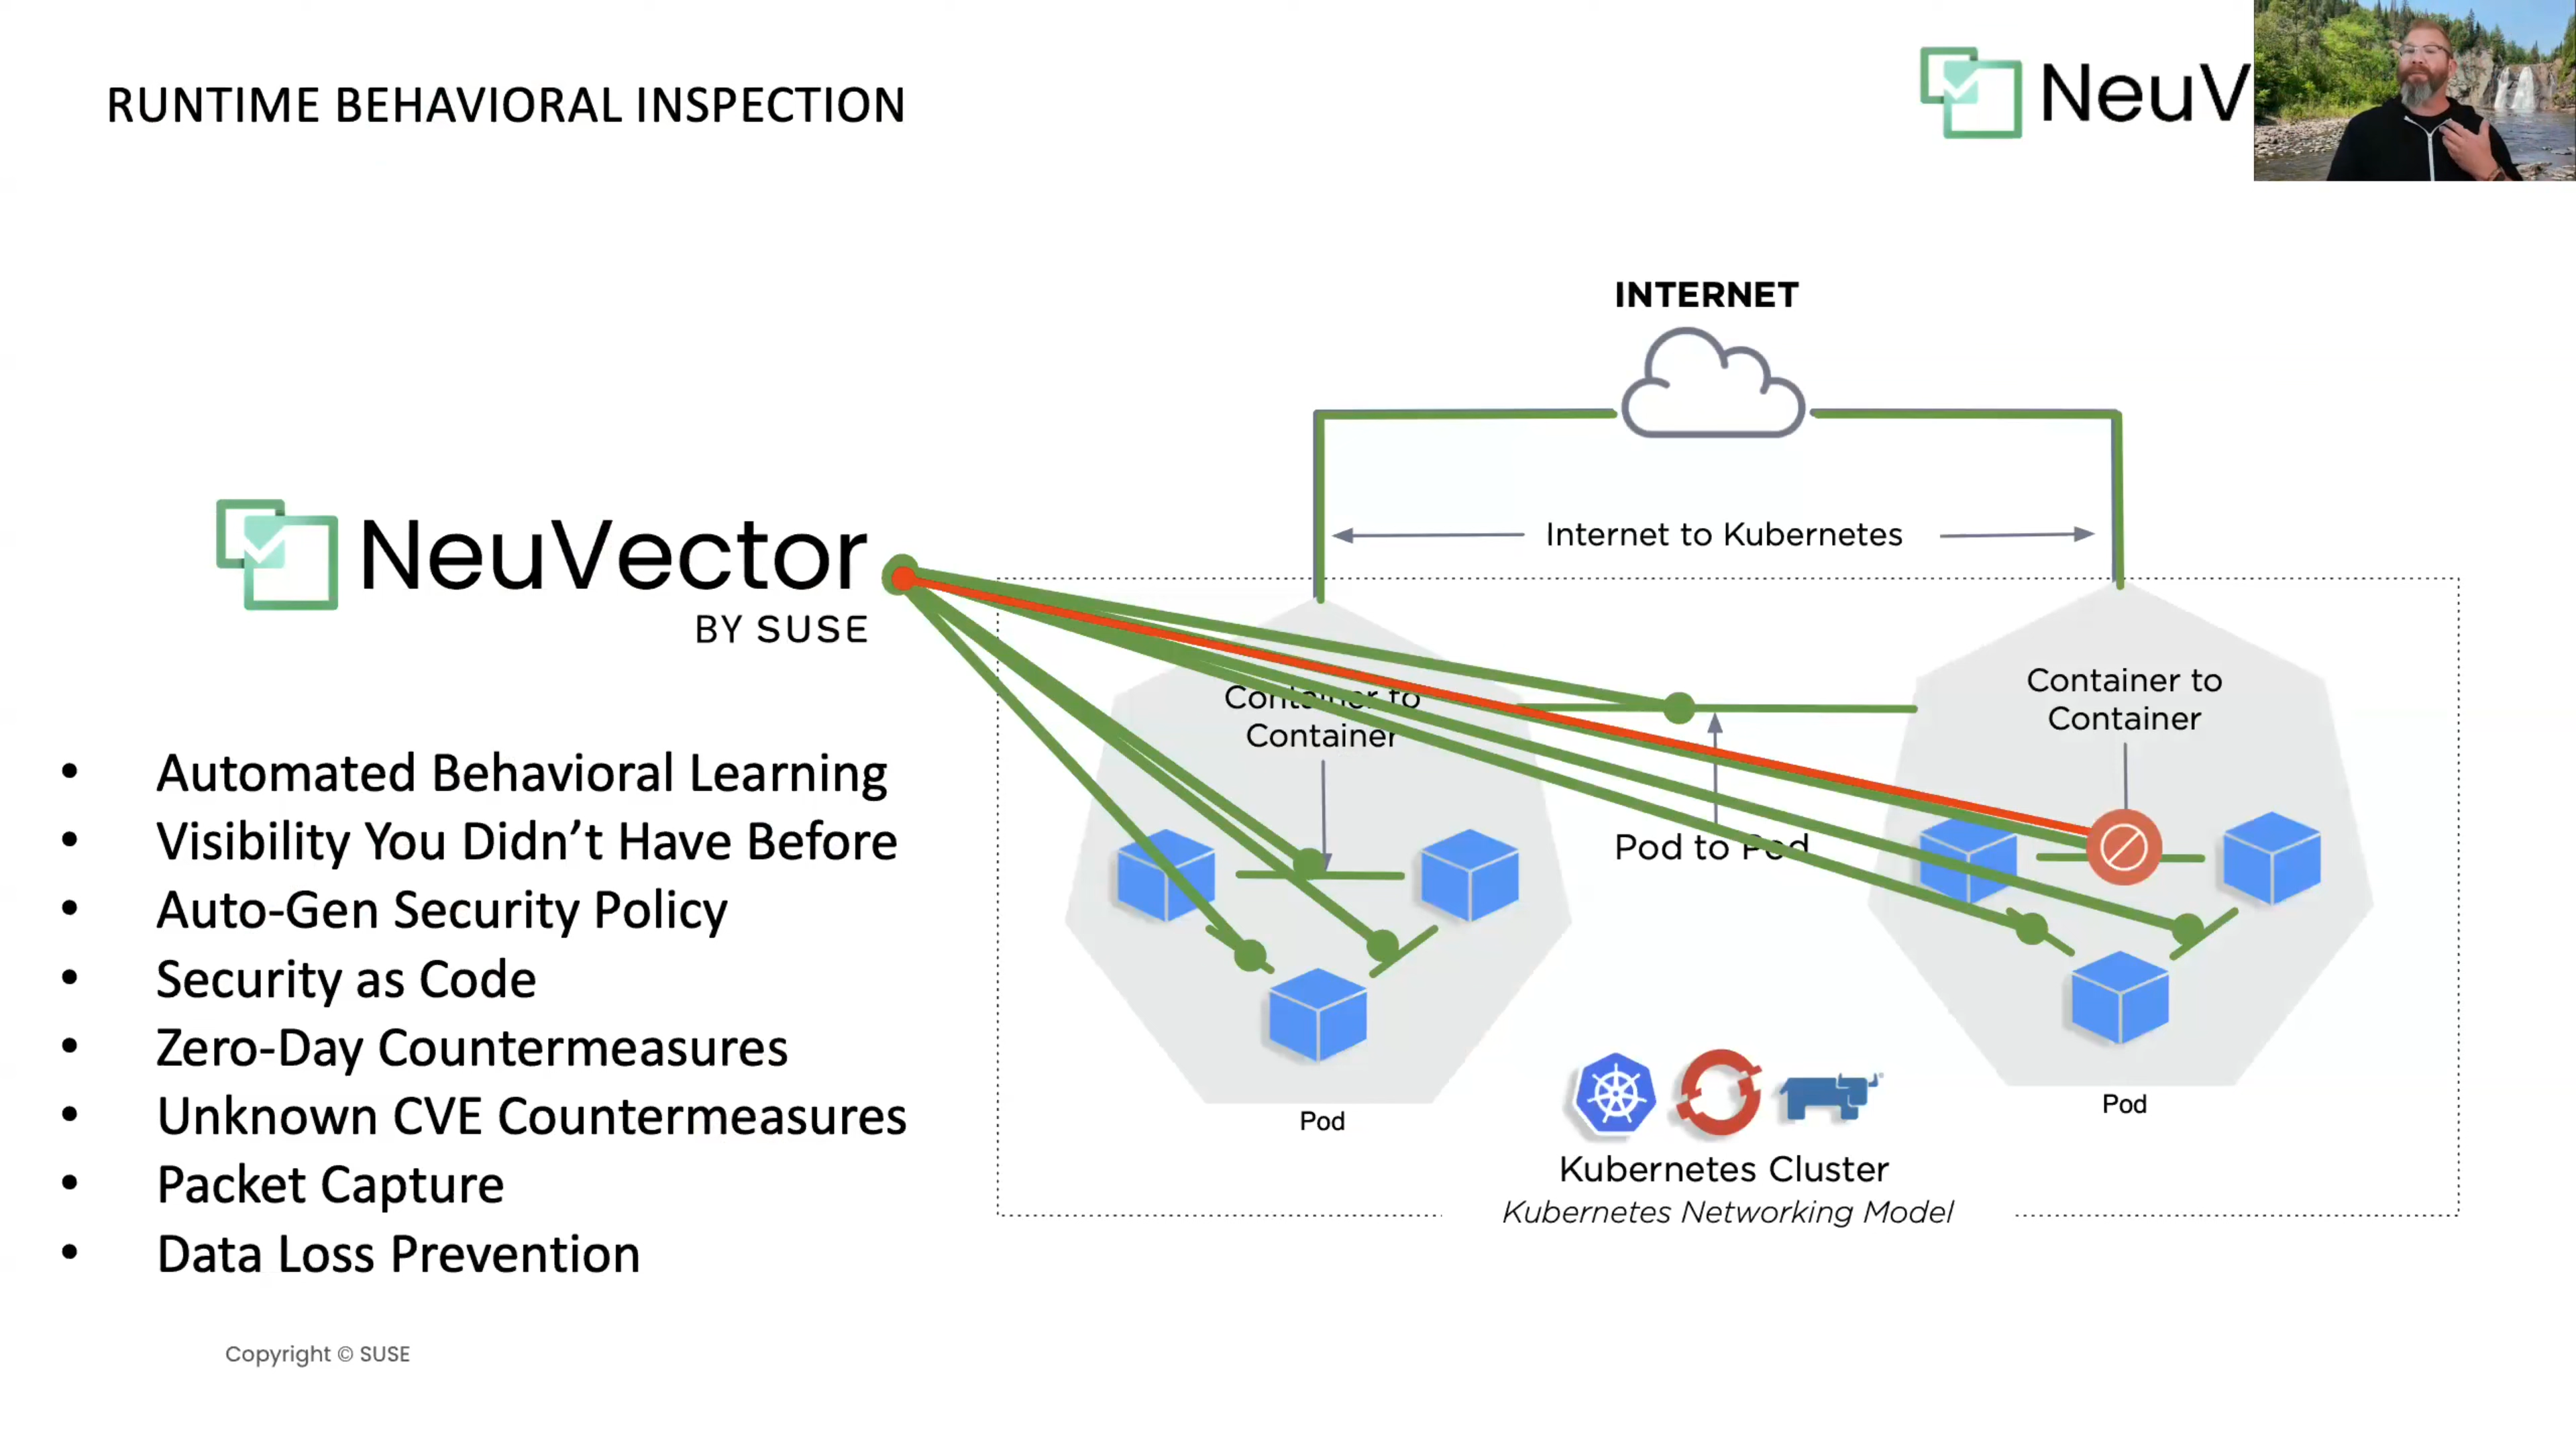 RUNTIME BEHAVIORAL INSPECTION
NeuV
INTERNET
Internet to Kubernetes
NeuVector
BY SUSE
Container to
Container
Container to
Container
Pod to Pod
• Automated Behavioral Learning
• Visibility You Didn’t Have Before
• Auto-Gen Security Policy
• Security as Code
• Zero-Day Countermeasures
• Unknown CVE Countermeasures
• Packet Capture
• Data Loss Prevention
Pod
Pod
Kubernetes Cluster
Kubernetes Networking Model
Copyright © SUSE